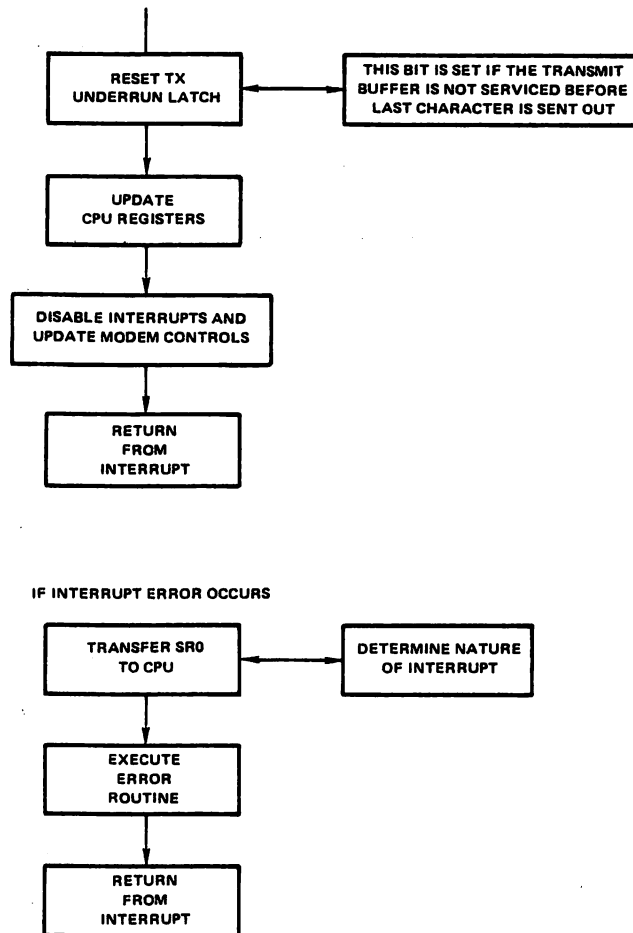 RESET TX
UNDERRUN LATCH
THIS BIT IS SET IF THE TRANSMIT
BUFFER IS NOT SERVICED BEFORE
LAST CHARACTER IS SENT OUT
UPDATE
CPU REGISTERS
DISABLE INTERRUPTS AND
UPDATE MODEM CONTROLS
RETURN
FROM
INTERRUPT
IF INTERRUPT ERROR OCCURS
TRANSFER SR0
TO CPU
DETERMINE NATURE
OF INTERRUPT
EXECUTE
ERROR
ROUTINE
RETURN
FROM
INTERRUPT